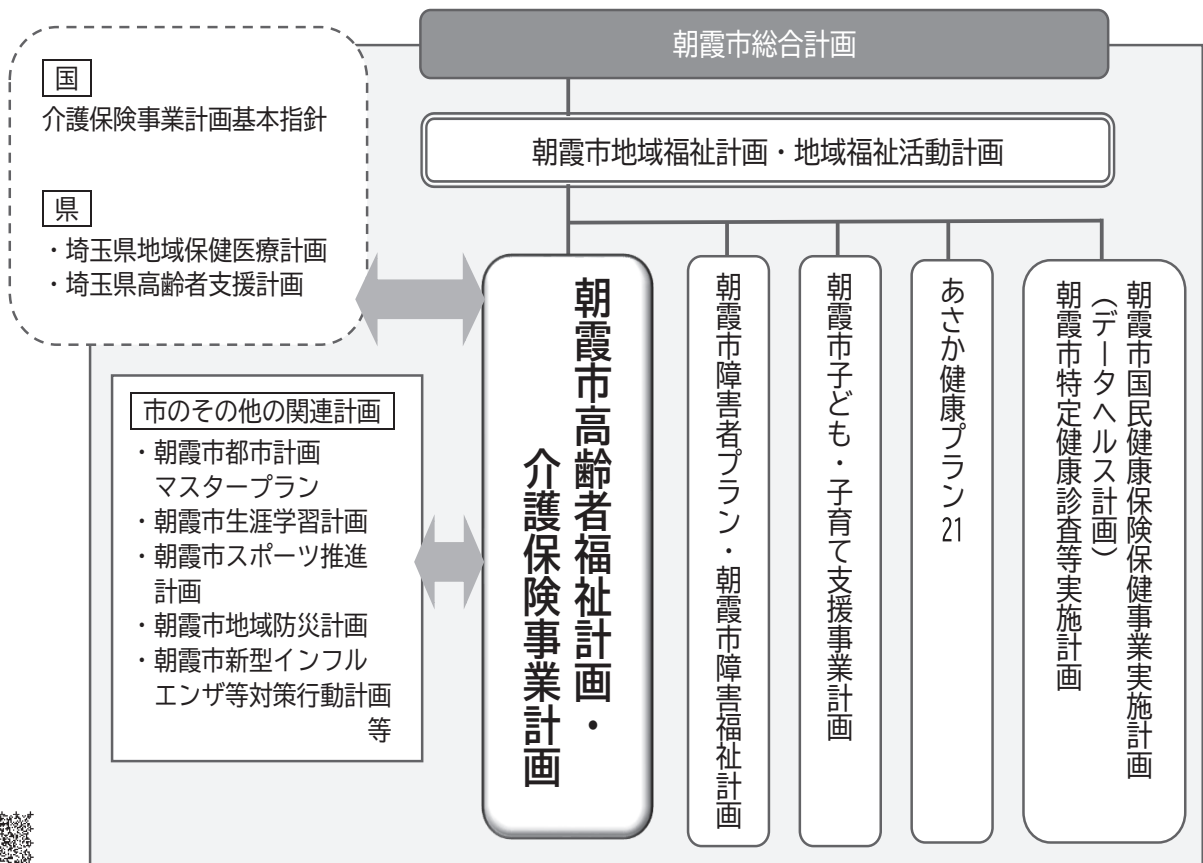 朝霞市総合計画
国
介護保険事業計画基本指針
県
・埼玉県地域保健医療計画
・埼玉県高齢者支援計画
朝霞市地域福祉計画・地域福祉活動計画
市のその他の関連計画
・朝霞市都市計画
マスタープラン
・朝霞市生涯学習計画
・朝霞市スポーツ推進
計画
・朝霞市地域防災計画
・朝霞市新型インフル
エンザ等対策行動計画
等
朝霞市高齢者福祉計画・
介護保険事業計画
朝霞市障害者プラン・朝霞市障害福祉計画
朝霞市子ども・子育て支援事業計画
あさか健康プラン21
朝霞市国民健康保険保健事業実施計画
（データヘルス計画）
朝霞市特定健康診査等実施計画